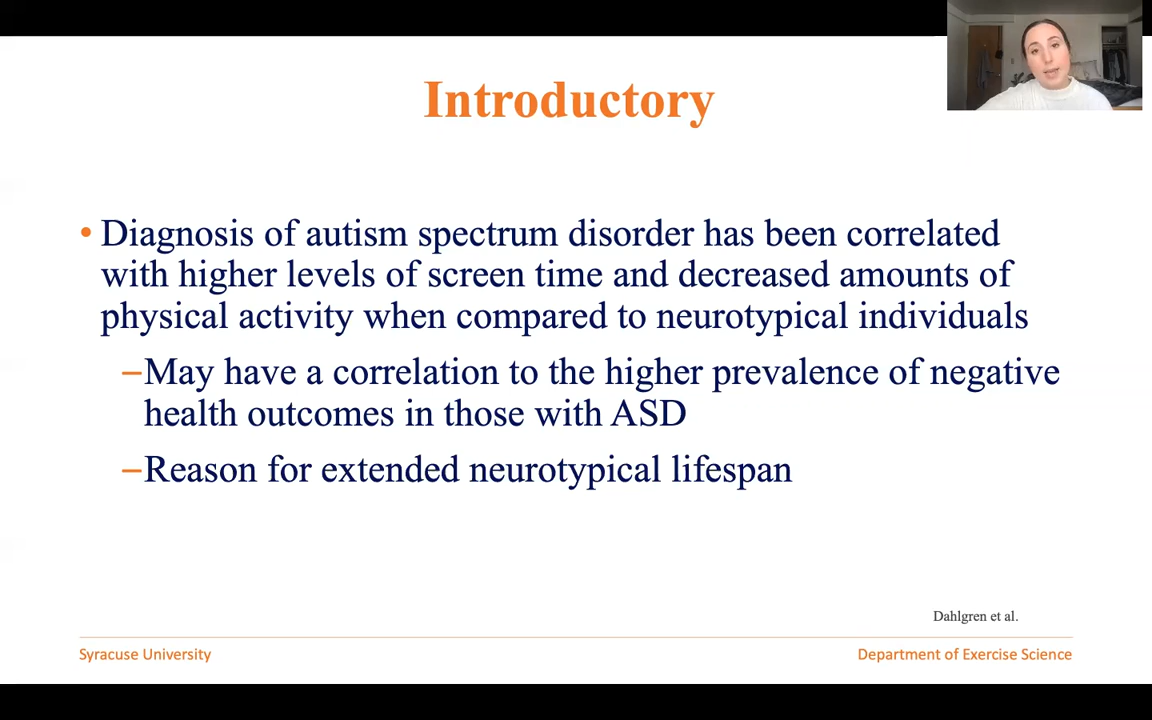 Introductory
• Diagnosis of autism spectrum disorder has been correlated
with higher levels of screen time and decreased amounts of
physical activity when compared to neurotypical individuals
–May have a correlation to the higher prevalence of negative
health outcomes in those with ASD
–Reason for extended neurotypical lifespan
Dahlgren et al.
Syracuse University
Department of Exercise Science